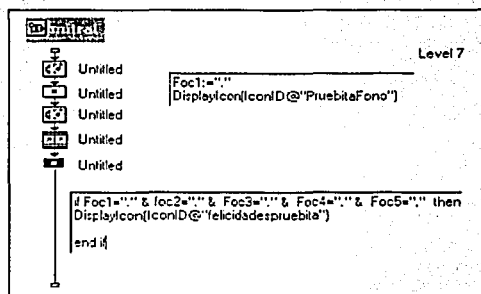 Level 7
Untitled
Foc1:="."
Untitled
DisplayIcon(IconID@"PruebitaFono")
Untitled
Untitled
Untitled
if Foc1="." & foc2="." & Foc3="." & Foc4="." & Foc5="." then
DisplayIcon(IconID@"felicidadespruebita")
end if